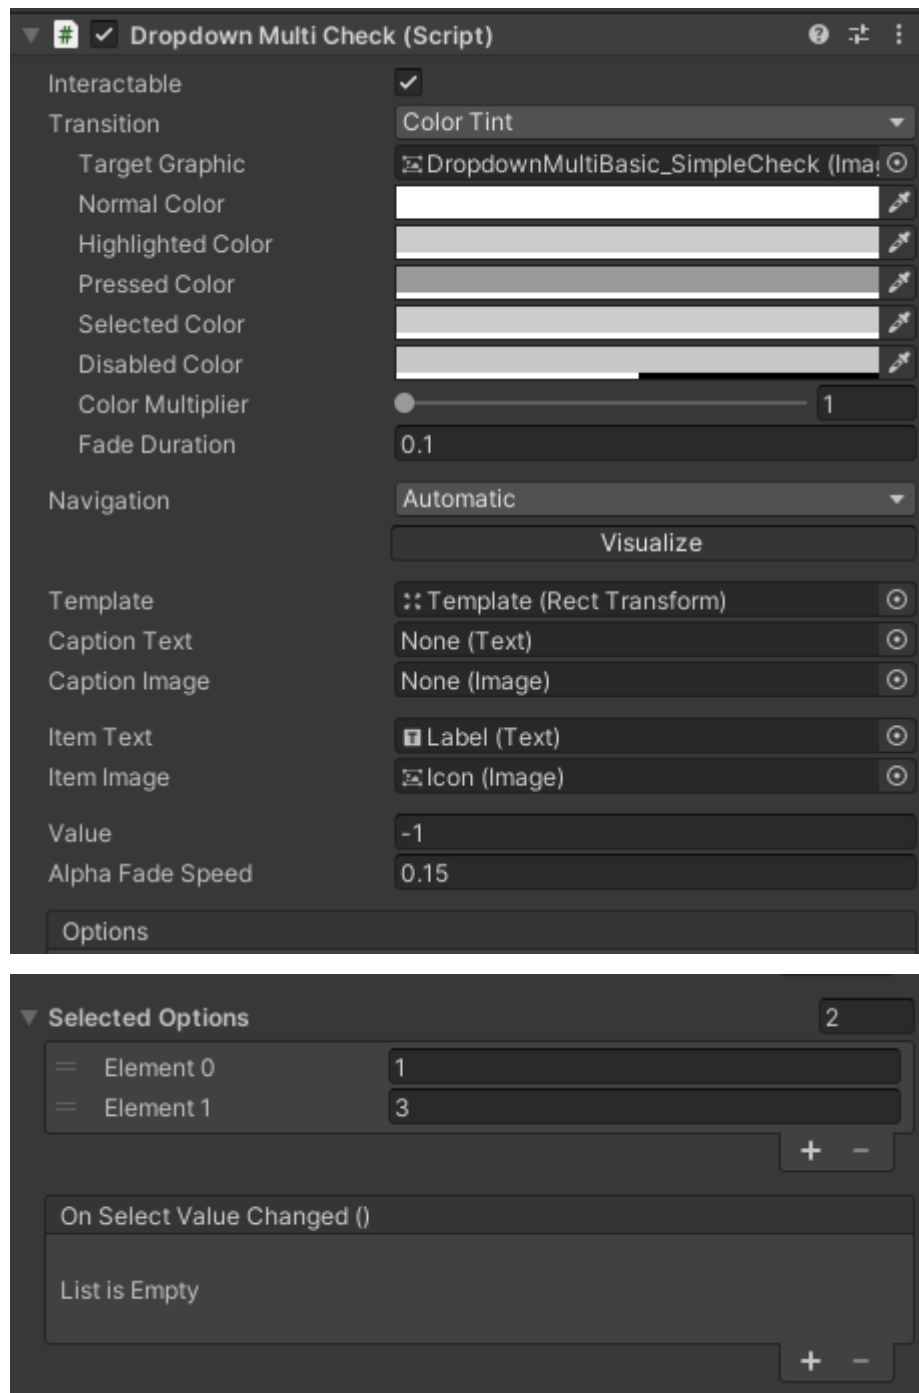 Dropdown Multi Check (Script)
Interactable
Transition Color Tint
Target Graphic DropdownMultiBasic_SimpleCheck (Ima
Normal Color
Highlighted Color
Pressed Color
Selected Color
Disabled Color
Color Multiplier 1
Fade Duration 0.1
Navigation Automatic
Visualize
Template Template (Rect Transform)
Caption Text None (Text)
Caption Image None (Image)
Item Text Label (Text)
Item Image Icon (Image)
Value -1
Alpha Fade Speed 0.15
Options
Selected Options 2
Element 0 1
Element 1 3
On Select Value Changed ()
List is Empty